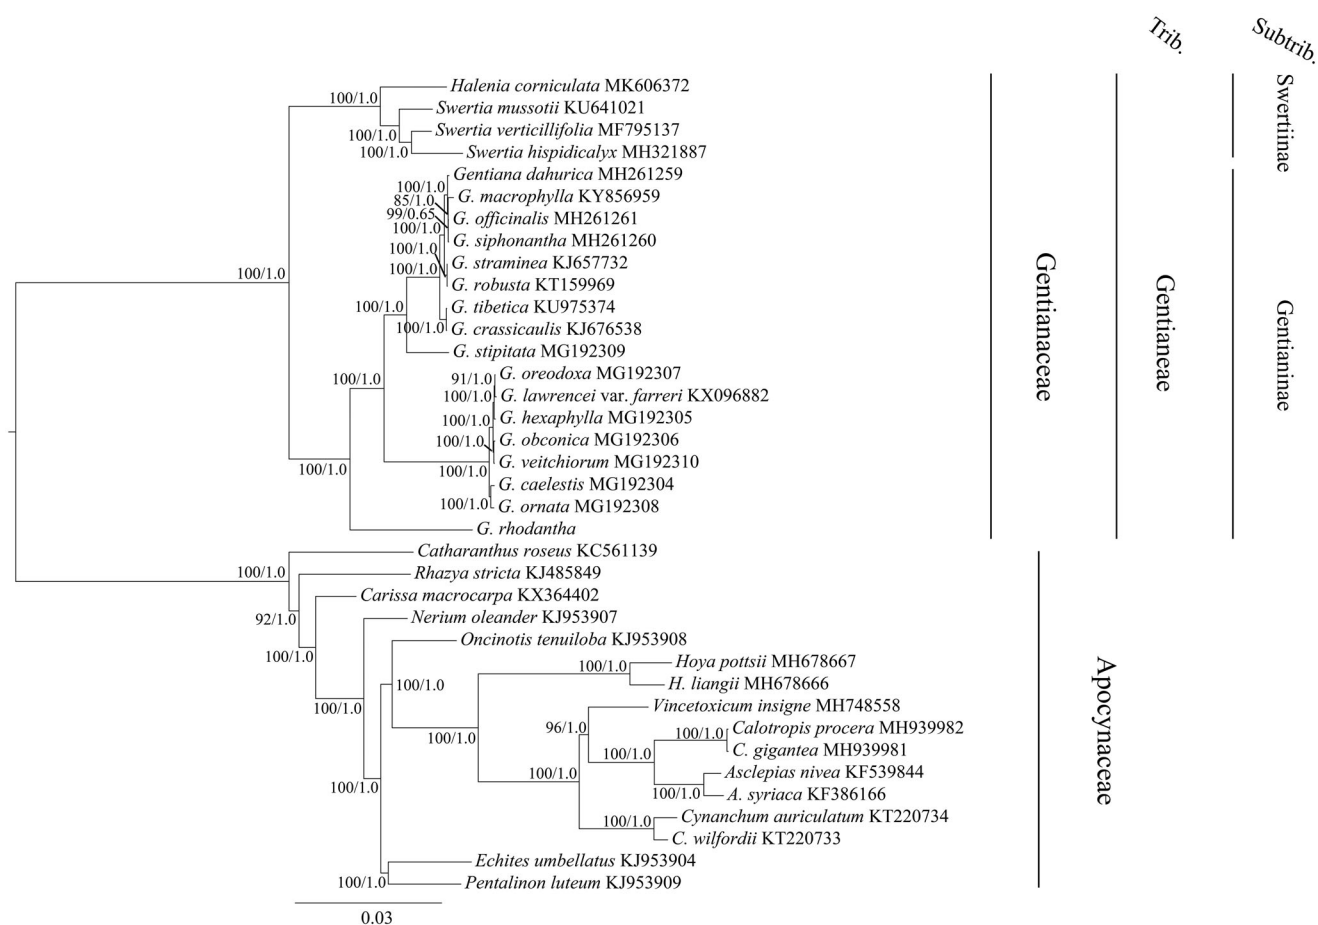 Trib.
Subtrib.
Halenia corniculata MK606372
100/1.0
Swertia mussotii KU641021
Swertia verticillifolia MF795137
100/1.0
Swertia hispidicalyx MH321887
100/1.0
Swertiinae
Gentiana dahurica MH261259
100/1.0
G. macrophylla KY856959
85/1.0
99/0.65
G. officinalis MH261261
100/1.0
G. siphonantha MH261260
100/1.0
G. straminea KJ657732
100/1.0
100/1.0
G. robusta KT159969
G. tibetica KU975374
100/1.0
G. crassicaulis KJ676538
100/1.0
G. stipitata MG192309
Gentianaceae
Gentianeae
Gentianinae
G. oreodoxa MG192307
91/1.0
100/1.0
G. lawrencei var. farreri KX096882
100/1.0
G. hexaphylla MG192305
100/1.0
G. obconica MG192306
100/1.0
G. veitchiorum MG192310
100/1.0
100/1.0
G. caelestis MG192304
100/1.0
G. ornata MG192308
G. rhodantha
Catharanthus roseus KC561139
100/1.0
Rhazya stricta KJ485849
Carissa macrocarpa KX364402
92/1.0
Nerium oleander KJ953907
Oncinotis tenuiloba KJ953908
100/1.0
100/1.0
Hoya pottsii MH678667
H. liangii MH678666
100/1.0
100/1.0
Vincetoxicum insigne MH748558
96/1.0
100/1.0
Calotropis procera MH939982
100/1.0
C. gigantea MH939981
100/1.0
100/1.0
Asclepias nivea KF539844
100/1.0
100/1.0
A. syriaca KF386166
Cynanchum auriculatum KT220734
100/1.0
C. wilfordii KT220733
Echites umbellatus KJ953904
100/1.0
Pentalinon luteum KJ953909
Apocynaceae
0.03